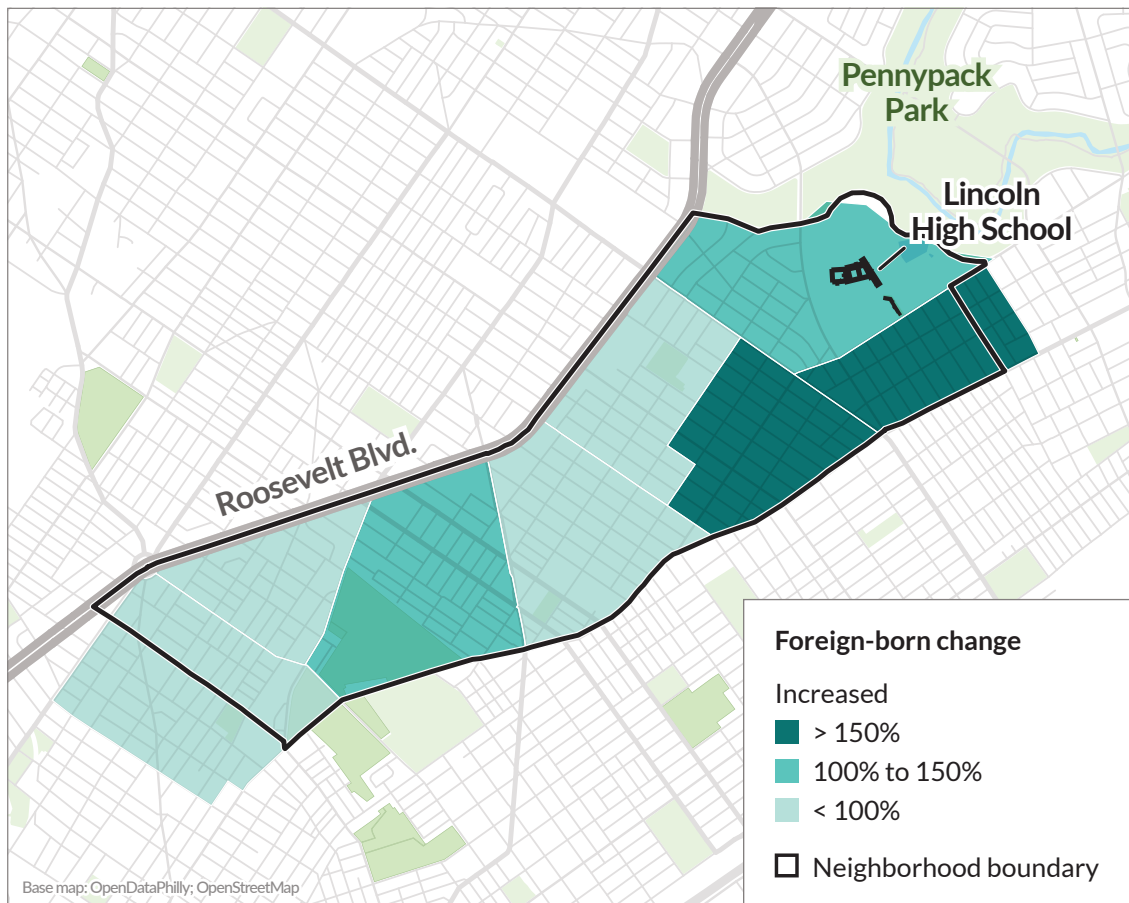 Pennypack
Park
Lincoln
High School
Roosevelt Blvd.
Foreign-born change
Increased
> 150%
100% to 150%
< 100%
Neighborhood boundary
Base map: OpenDataPhilly; OpenStreetMap